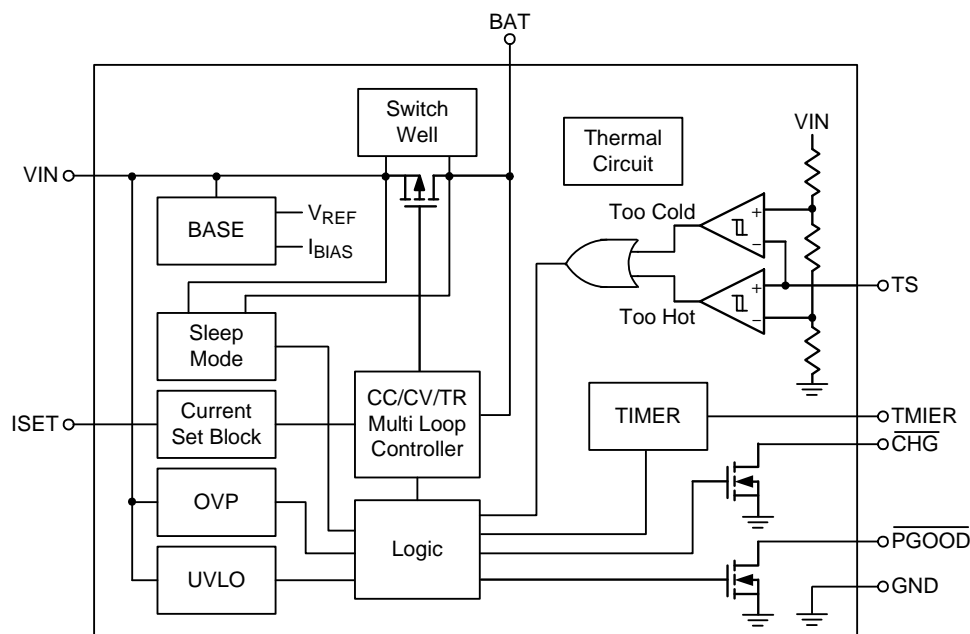 BAT
Switch
Well
Thermal
Circuit
VIN
VIN
BASE
VREF
IBIAS
Too Cold
+
−
TS
Too Hot
+
−
Sleep
Mode
CC/CV/TR
Multi Loop
Controller
ISET
Current
Set Block
TIMER
TMIER
CHG
OVP
Logic
PGOOD
UVLO
GND